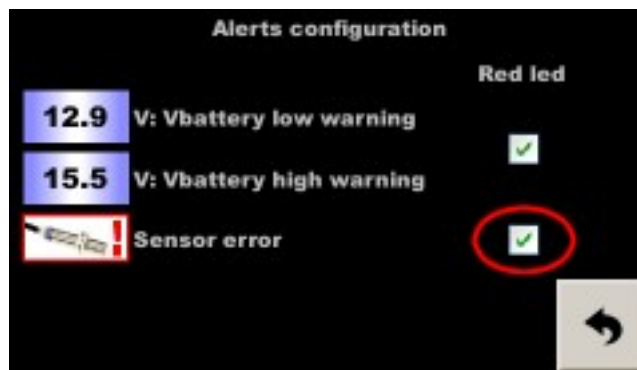 Alerts configuration
Red led
12.9 V: Vbattery low warning
15.5 V: Vbattery high warning
! Sensor error